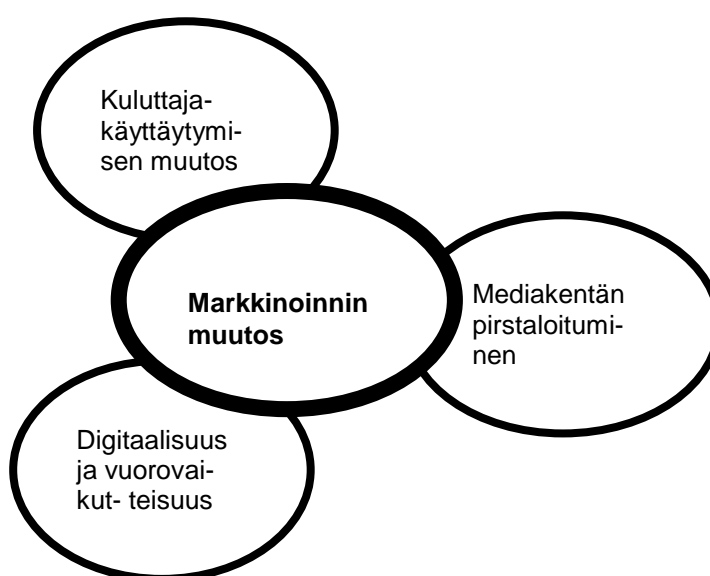 Kuluttaja-
käyttäytymi-
sen muutos
Markkinoinnin
muutos
Mediakentän
pirstaloitumi-
nen
Digitaalisuus
ja vuorovai-
kut- teisuus